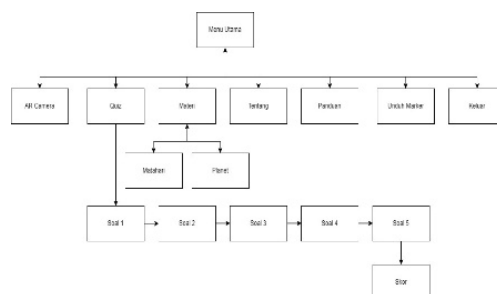 Menu Utama
AR Camera
Quiz
Materi
Tentang
Panduan
Unduh Marker
Keluar
Matahari
Planet
Soal 1
Soal 2
Soal 3
Soal 4
Soal 5
Skor